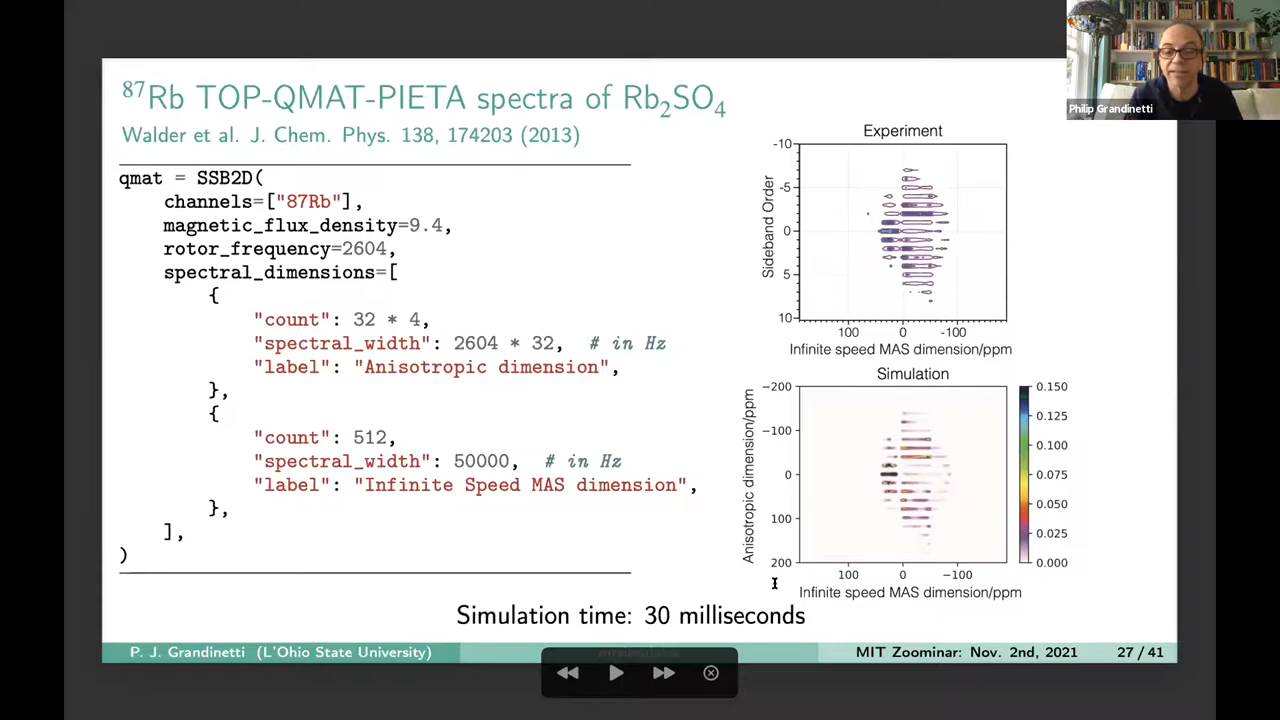 Philip Grandinetti
87Rb TOP-QMAT-PIETA spectra of Rb2SO4
Walder et al. J. Chem. Phys. 138, 174203 (2013)
qmat = SSB2D(
channels=["87Rb"],
magnetic_flux_density=9.4,
rotor_frequency=2604,
spectral_dimensions=[
{
"count": 32 * 4,
"spectral_width": 2604 * 32, # in Hz
"label": "Anisotropic dimension",
},
{
"count": 512,
"spectral_width": 50000, # in Hz
"label": "Infinite Speed MAS dimension",
},
],
)
Experiment
Sideband Order
-10
-5
0
5
10
100 0 -100
Infinite speed MAS dimension/ppm
Simulation
Anisotropic dimension/ppm
−200
−100
0
100
200
100 0 −100
Infinite speed MAS dimension/ppm
0.150
0.125
0.100
0.075
0.050
0.025
0.000
Simulation time: 30 milliseconds
P. J. Grandinetti (L'Ohio State University)
MIT Zoominar: Nov. 2nd, 2021 27 / 41